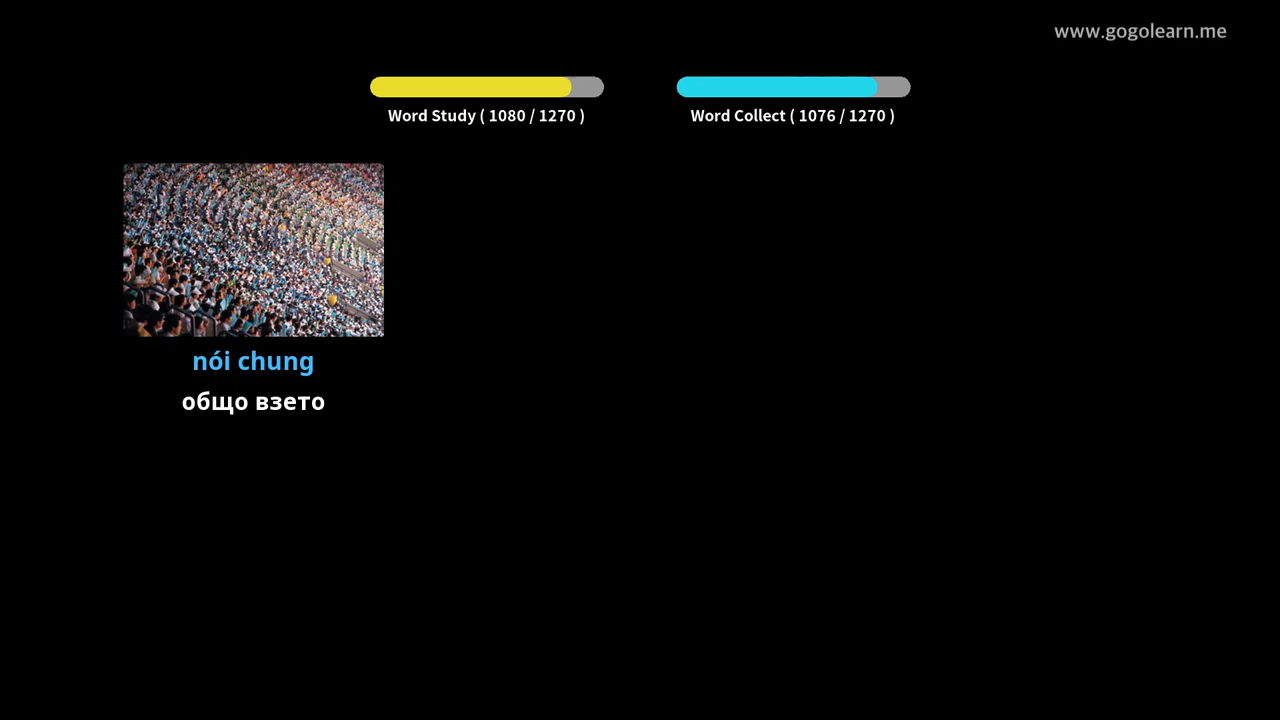 www.gogolearn.me
Word Study ( 1080 / 1270 )
Word Collect ( 1076 / 1270 )
nói chung
общо взето